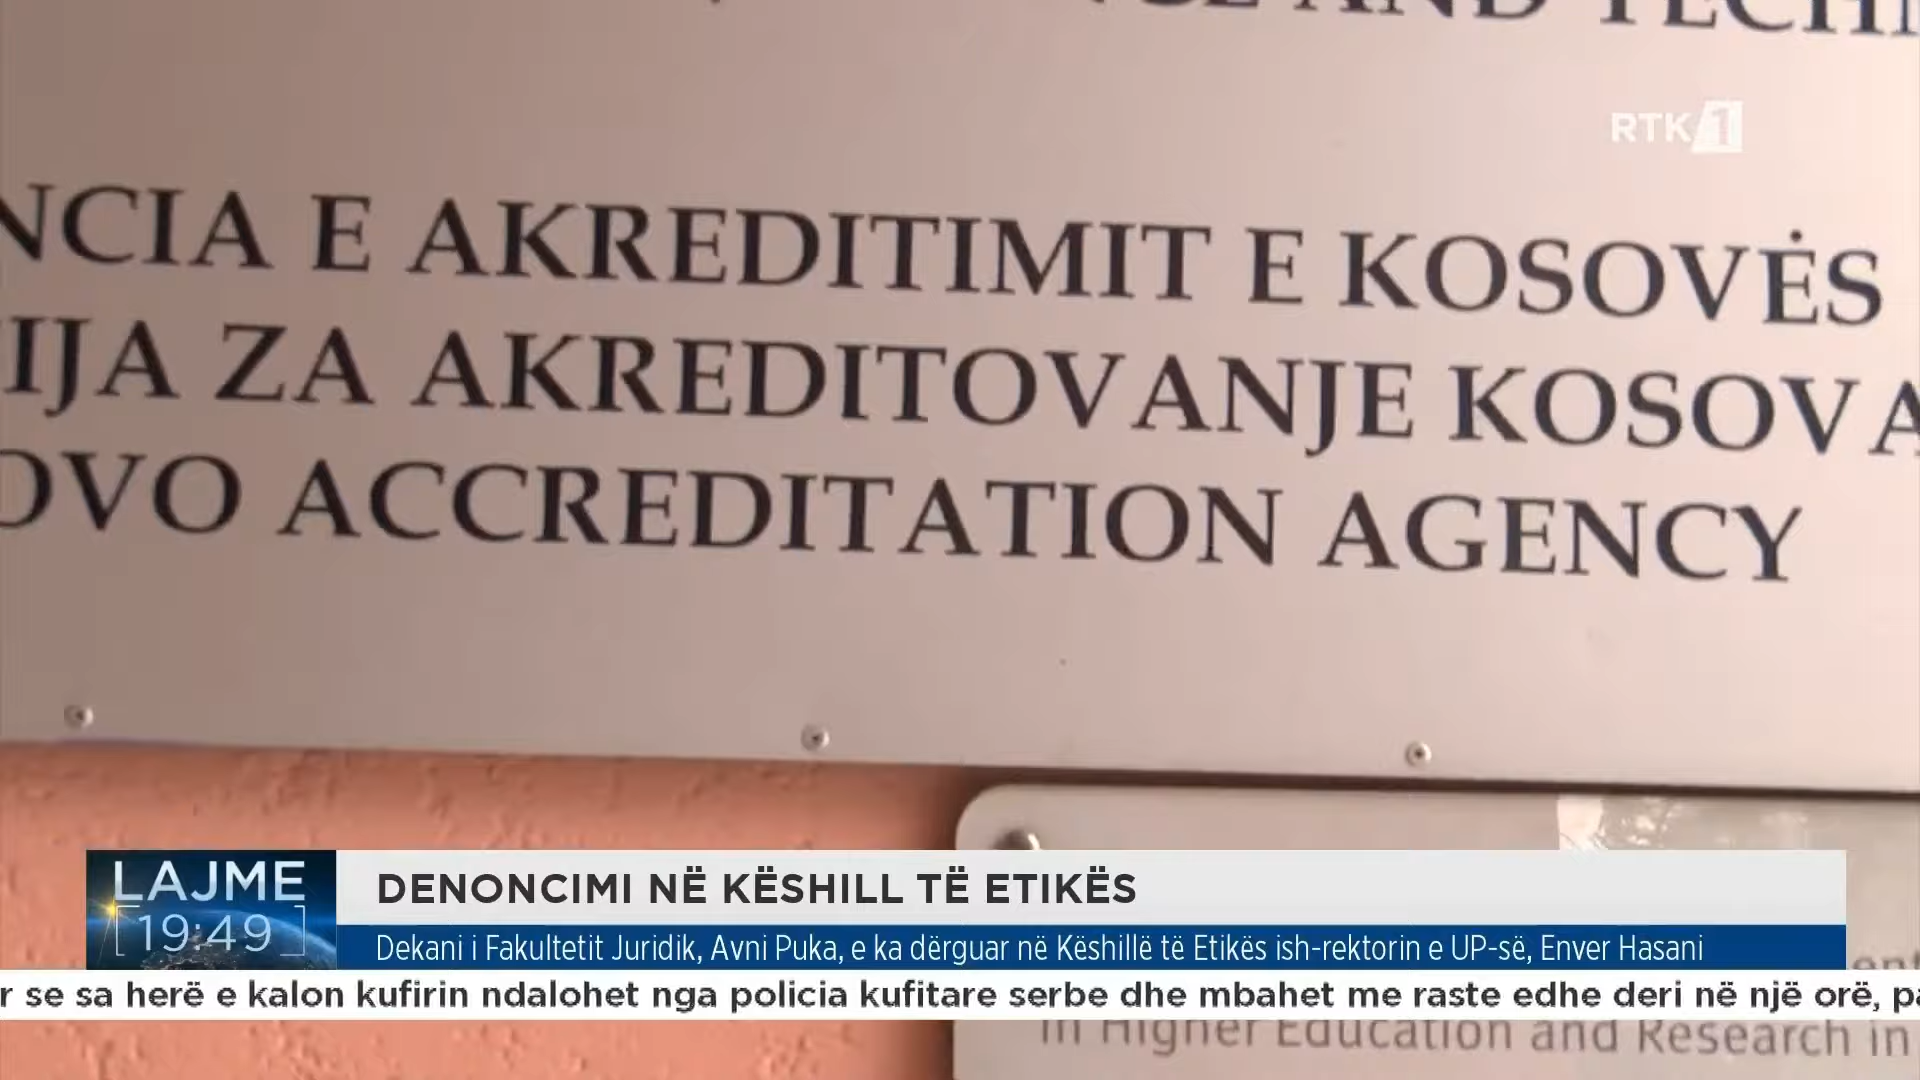 AND TECH
RTK 1
NCIA E AKREDITIMIT E KOSOVĖS
IJA ZA AKREDITOVANJE KOSOVA
OVO ACCREDITATION AGENCY
LAJME
19:49
DENONCIMI NË KËSHILL TË ETIKËS
Dekani i Fakultetit Juridik, Avni Puka, e ka dërguar në Këshillë të Etikës ish-rektorin e UP-së, Enver Hasani
r se sa herë e kalon kufirin ndalohet nga policia kufitare serbe dhe mbahet me raste edhe deri në një orë, pa
in Higher Education and Research in